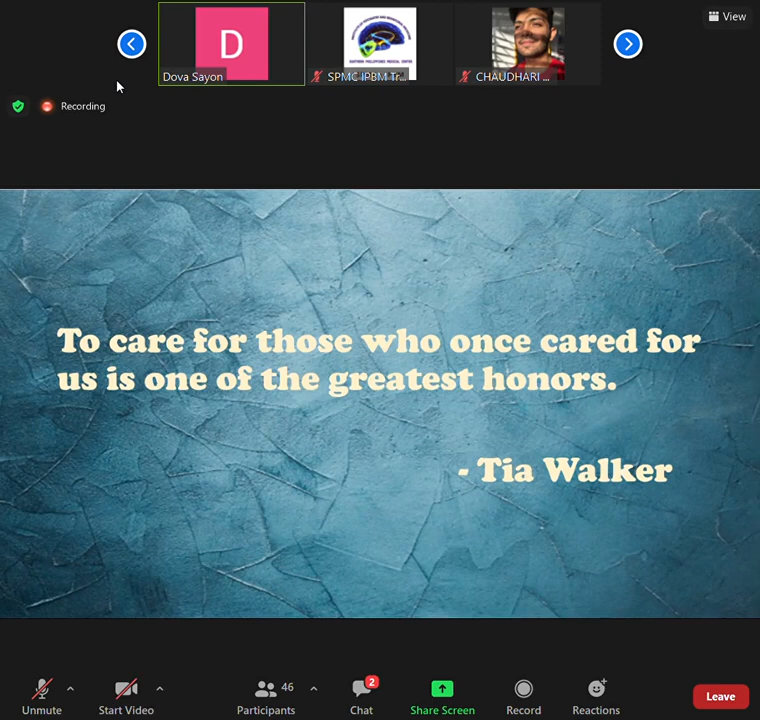 View
D
Dova Sayon
SPMC IPBM Tr...
CHAUDHARI ...
Recording
To care for those who once cared for
us is one of the greatest honors.
- Tia Walker
46
2
Unmute
Start Video
Participants
Chat
Share Screen
Record
Reactions
Leave